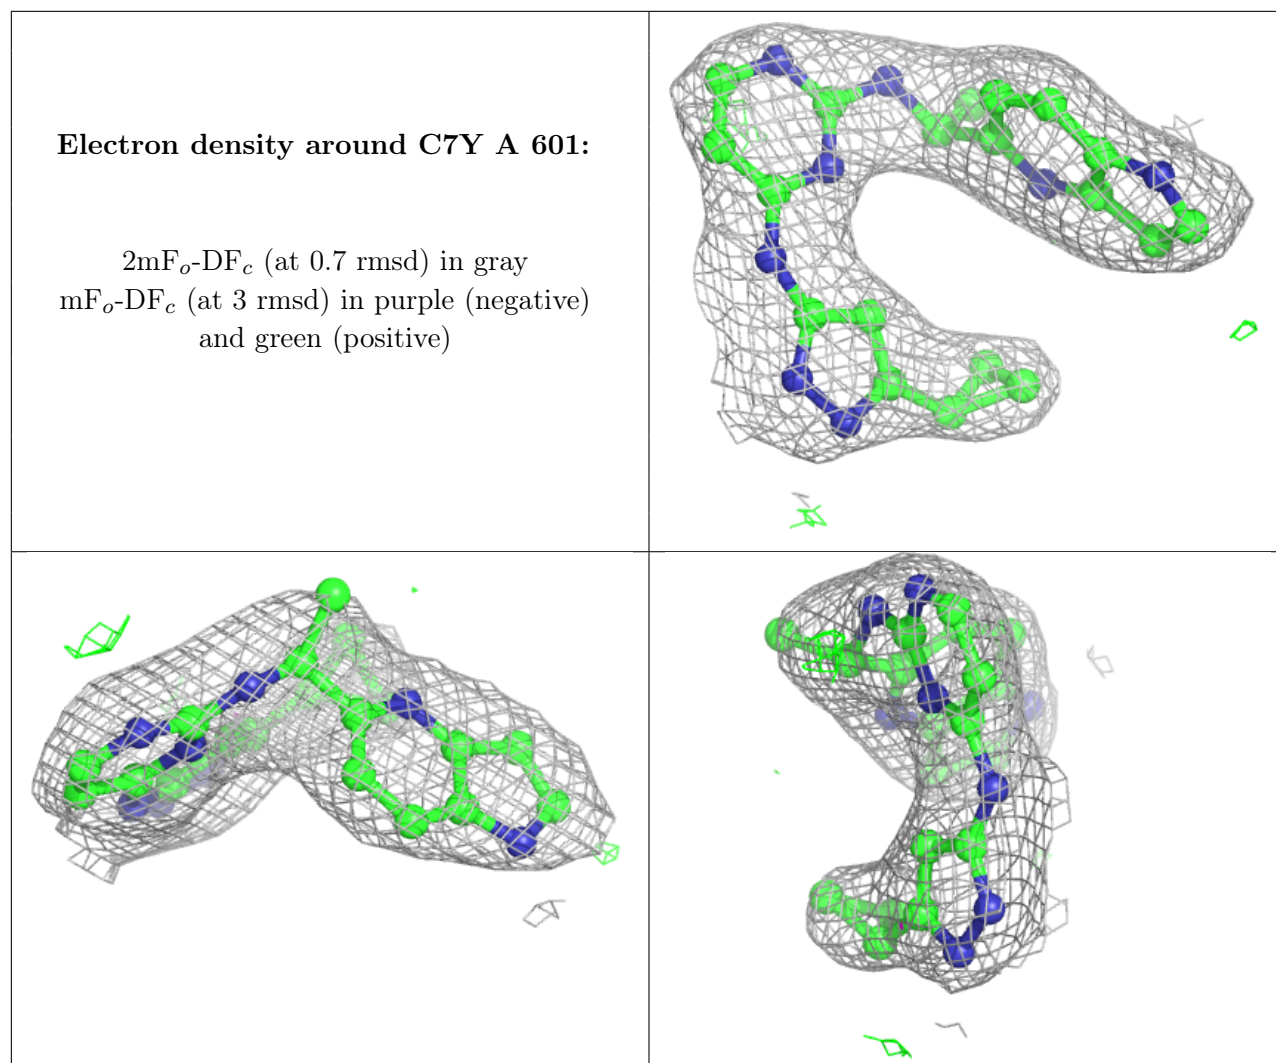 Electron density around C7Y A 601:
2mFo-DFc (at 0.7 rmsd) in gray
mFo-DFc (at 3 rmsd) in purple (negative)
and green (positive)